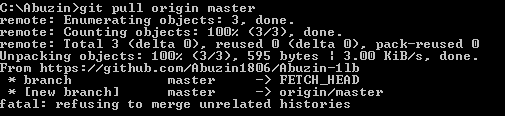 C:\Abuzin>git pull origin master
remote: Enumerating objects: 3, done.
remote: Counting objects: 100% (3/3), done.
remote: Total 3 (delta 0), reused 0 (delta 0), pack-reused 0
Unpacking objects: 100% (3/3), 595 bytes ¦ 3.00 KiB/s, done.
From https://github.com/Abuzin1806/Abuzin-1lb
 * branch            master     -> FETCH_HEAD
 * [new branch]      master     -> origin/master
fatal: refusing to merge unrelated histories